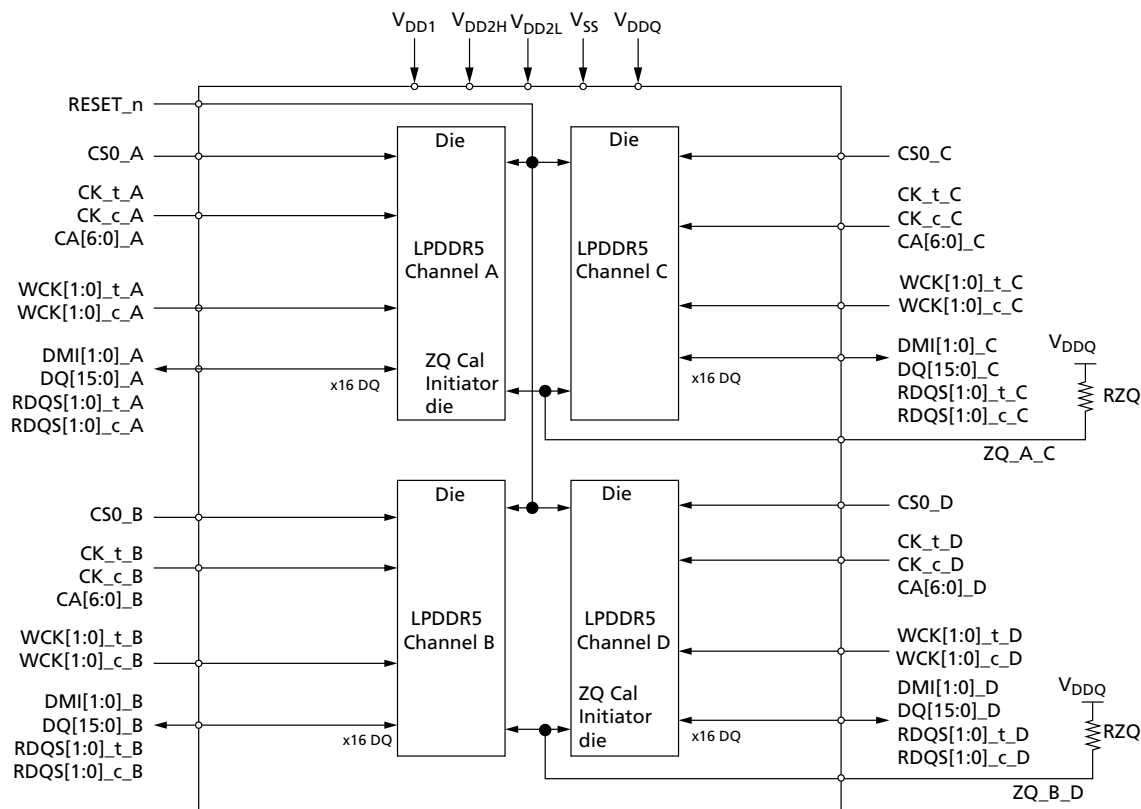 VDD1 VDD2H VDD2L VSS VDDQ
RESET_n
CS0_A
CK_t_A
CK_c_A
CA[6:0]_A
WCK[1:0]_t_A
WCK[1:0]_c_A
DMI[1:0]_A
DQ[15:0]_A
RDQS[1:0]_t_A
RDQS[1:0]_c_A
Die
LPDDR5
Channel A
ZQ Cal
Initiator
die
x16 DQ
Die
LPDDR5
Channel C
x16 DQ
CS0_C
CK_t_C
CK_c_C
CA[6:0]_C
WCK[1:0]_t_C
WCK[1:0]_c_C
DMI[1:0]_C
DQ[15:0]_C
RDQS[1:0]_t_C
RDQS[1:0]_c_C
VDDQ
RZQ
ZQ_A_C
CS0_B
CK_t_B
CK_c_B
CA[6:0]_B
WCK[1:0]_t_B
WCK[1:0]_c_B
DMI[1:0]_B
DQ[15:0]_B
RDQS[1:0]_t_B
RDQS[1:0]_c_B
Die
LPDDR5
Channel B
x16 DQ
Die
LPDDR5
Channel D
ZQ Cal
Initiator
die
x16 DQ
CS0_D
CK_t_D
CK_c_D
CA[6:0]_D
WCK[1:0]_t_D
WCK[1:0]_c_D
DMI[1:0]_D
DQ[15:0]_D
RDQS[1:0]_t_D
RDQS[1:0]_c_D
VDDQ
RZQ
ZQ_B_D